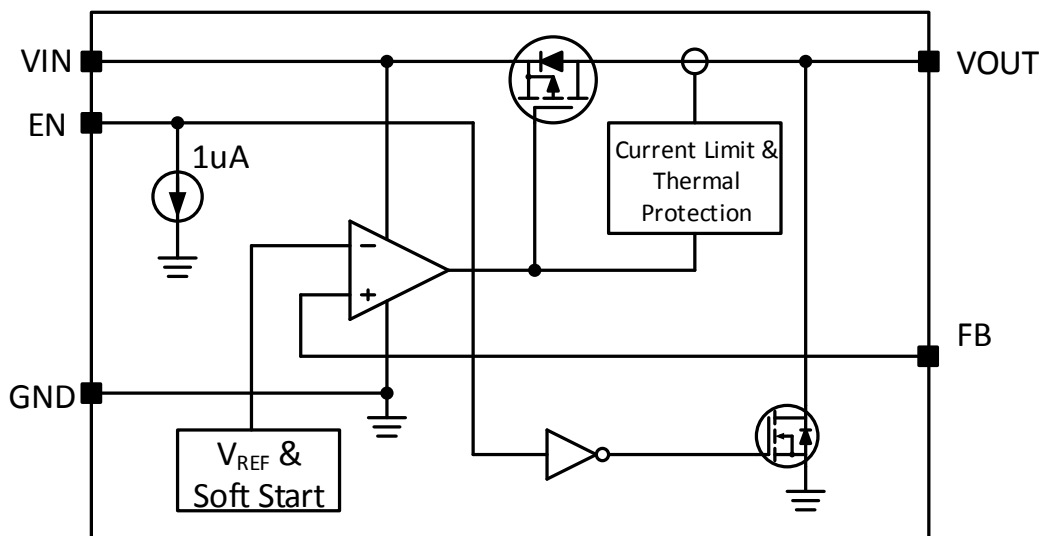 VIN
VOUT
EN
1uA
Current Limit &
Thermal
Protection
−
+
FB
GND
VREF &
Soft Start